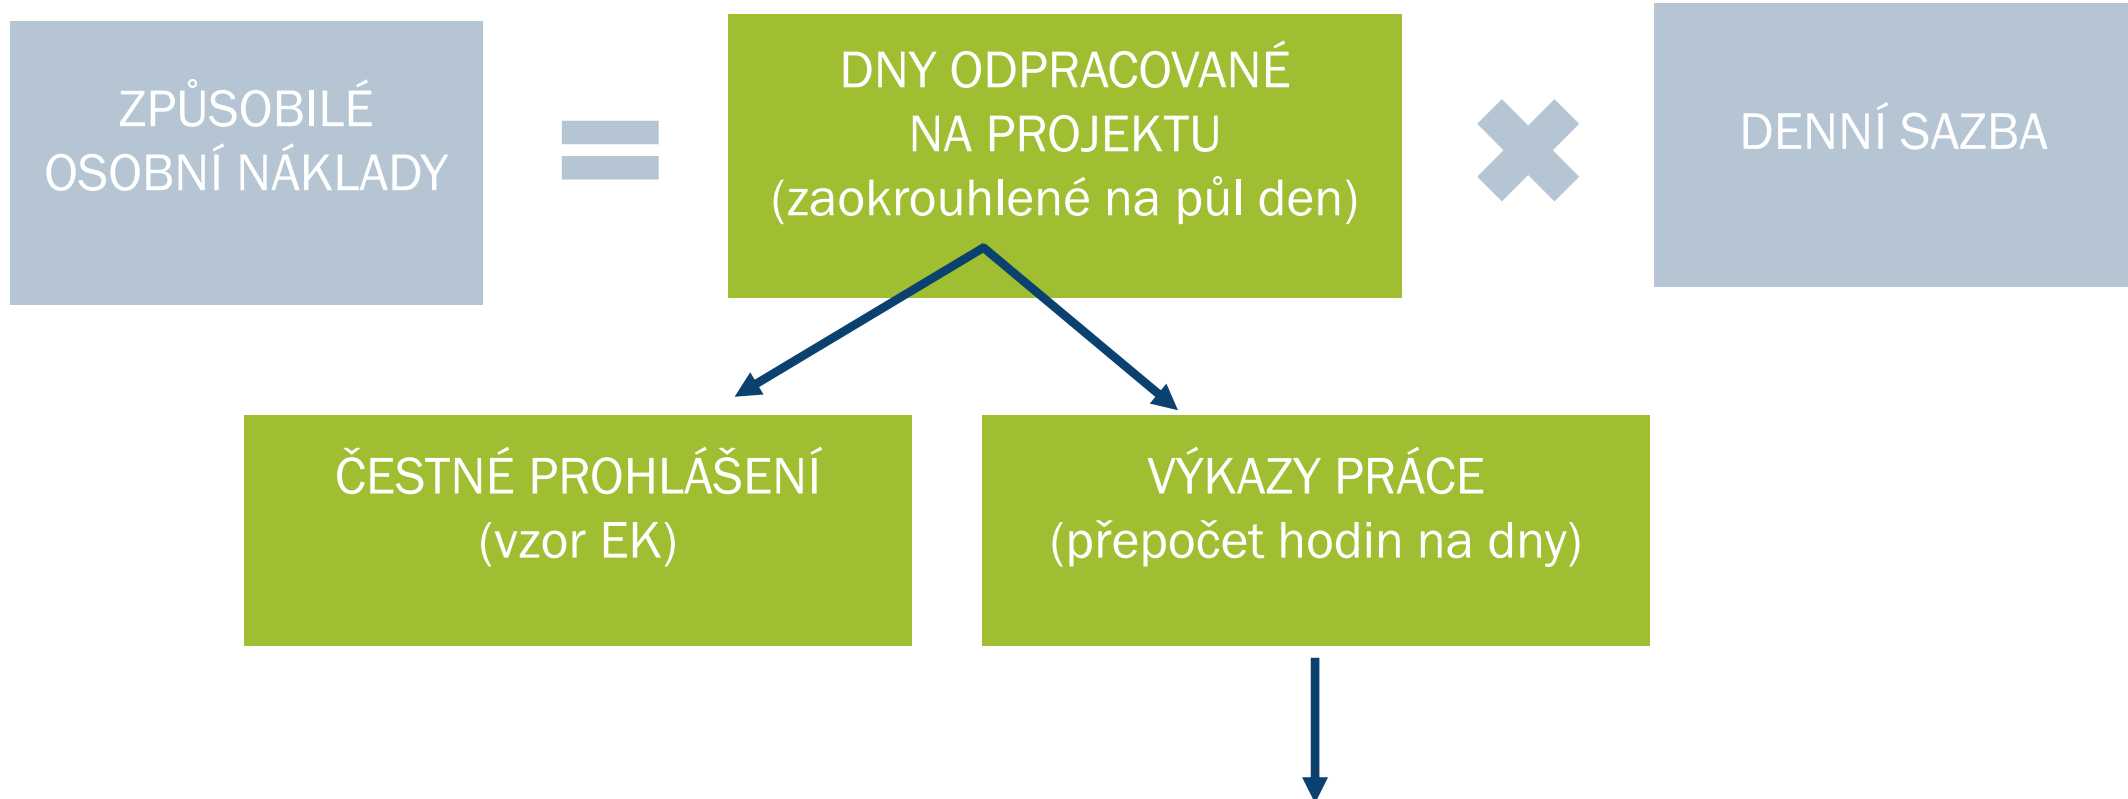 ZPŮSOBILÉ
OSOBNÍ NÁKLADY
DNY ODPRACOVANÉ
NA PROJEKTU
(zaokrouhlené na půl den)
DENNÍ SAZBA
ČESTNÉ PROHLÁŠENÍ
(vzor EK)
VÝKAZY PRÁCE
(přepočet hodin na dny)